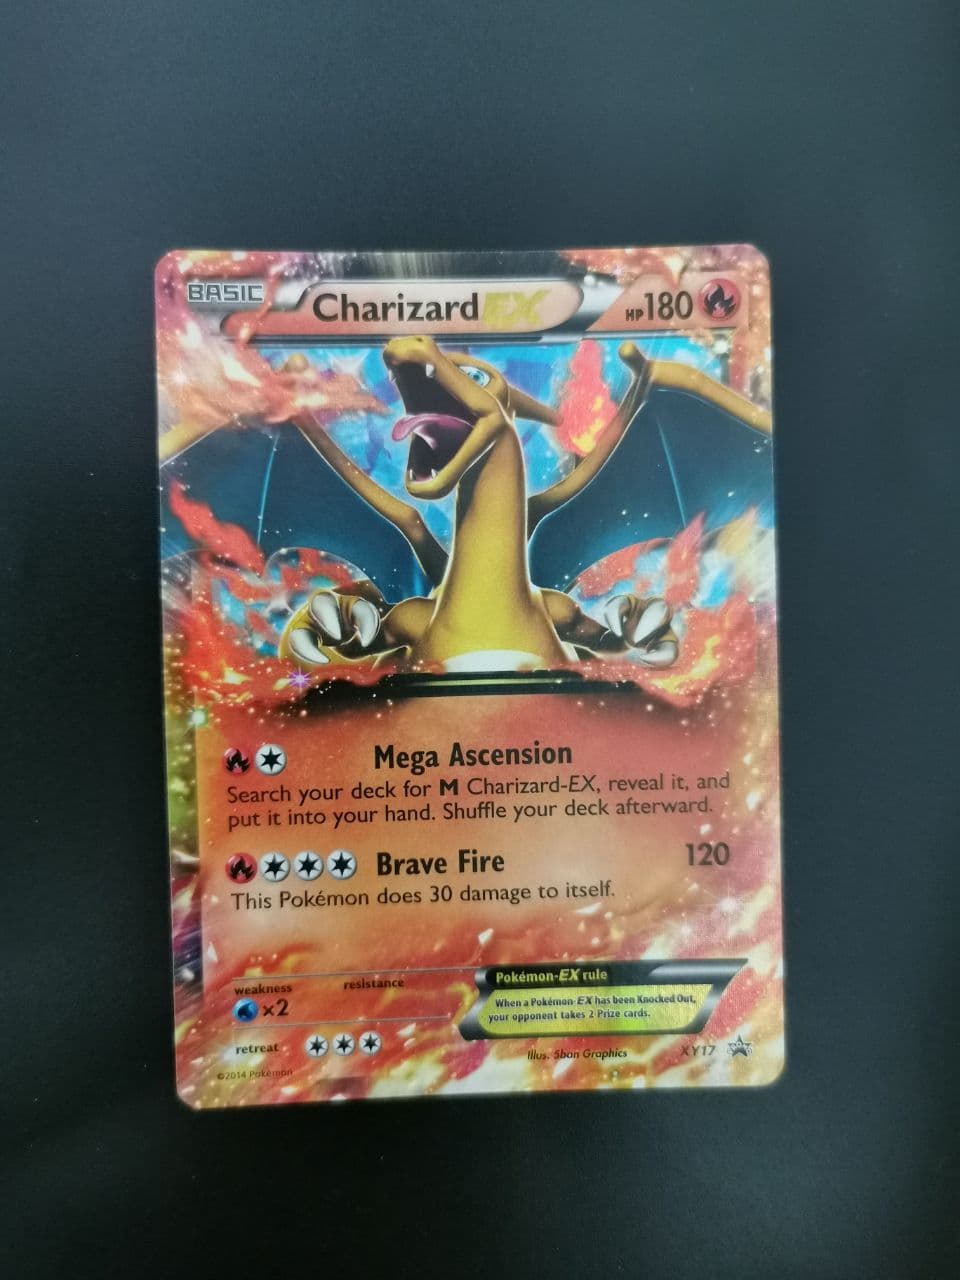 BASIC
Charizard EX
HP180
Mega Ascension
Search your deck for M Charizard-EX, reveal it, and
put it into your hand. Shuffle your deck afterward.
Brave Fire 120
This Pokémon does 30 damage to itself.
weakness resistance
×2
Pokémon-EX rule
When a Pokémon-EX has been Knocked Out,
your opponent takes 2 Prize cards.
retreat
Illus. 5ban Graphics
XY17
©2014 Pokémon